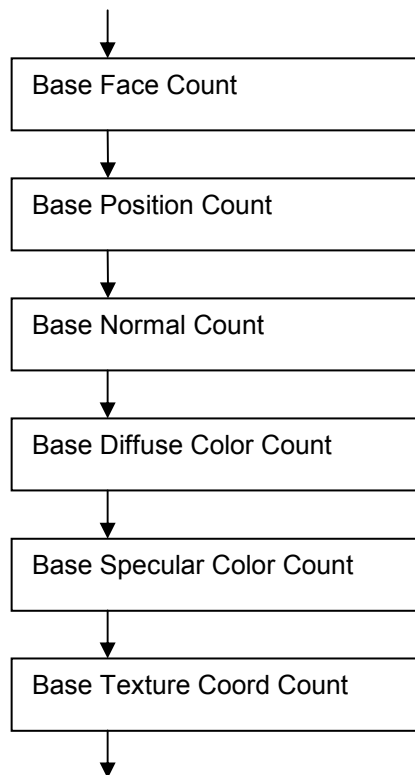 Base Face Count
Base Position Count
Base Normal Count
Base Diffuse Color Count
Base Specular Color Count
Base Texture Coord Count